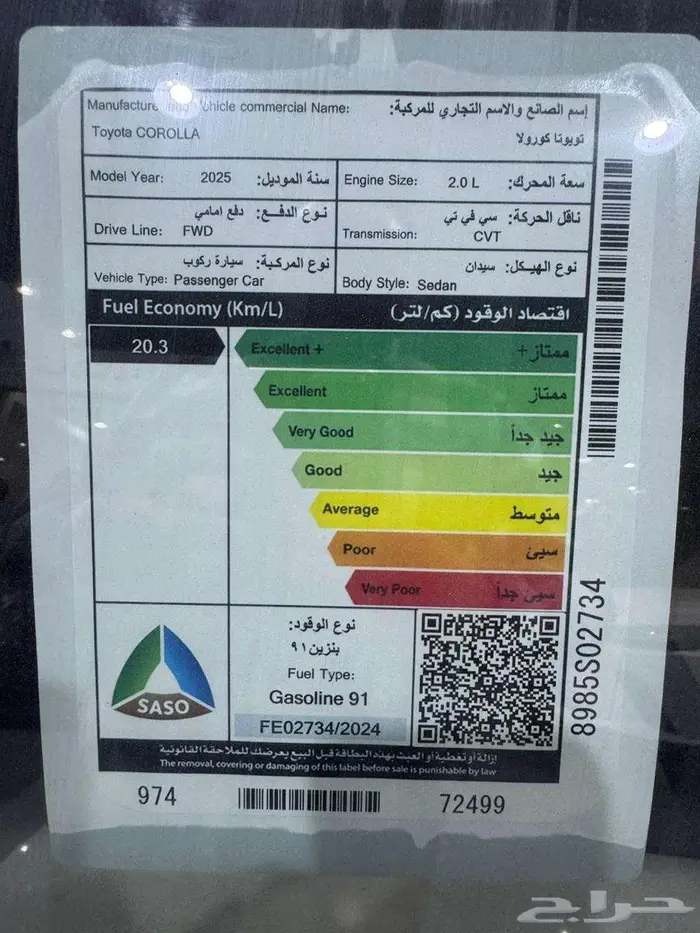 Manufacture and Vehicle commercial Name: إسم الصانع والاسم التجاري للمركبة:
Toyota COROLLA تويوتا كورولا
Model Year: 2025 سنة الموديل:
Engine Size: 2.0 L سعة المحرك:
نوع الدفع: دفع امامي
Drive Line: FWD
ناقل الحركة: سي في تي
Transmission: CVT
نوع المركبة: سيارة ركوب
Vehicle Type: Passenger Car
نوع الهيكل: سيدان
Body Style: Sedan
Fuel Economy (Km/L) اقتصاد الوقود (كم/لتر)
20.3
Excellent + ممتاز+
Excellent ممتاز
Very Good جيد جداً
Good جيد
Average متوسط
Poor سيئ
Very Poor سيئ جداً
SASO
نوع الوقود:
بنزين ٩١
Fuel Type:
Gasoline 91
FE02734/2024
8985S02734
إزالة أو تغطية أو العبث بهذه البطاقة قبل البيع يعرضك للملاحقة القانونية
The removal, covering or damaging of this label before sale is punishable by law
974 72499
حراج